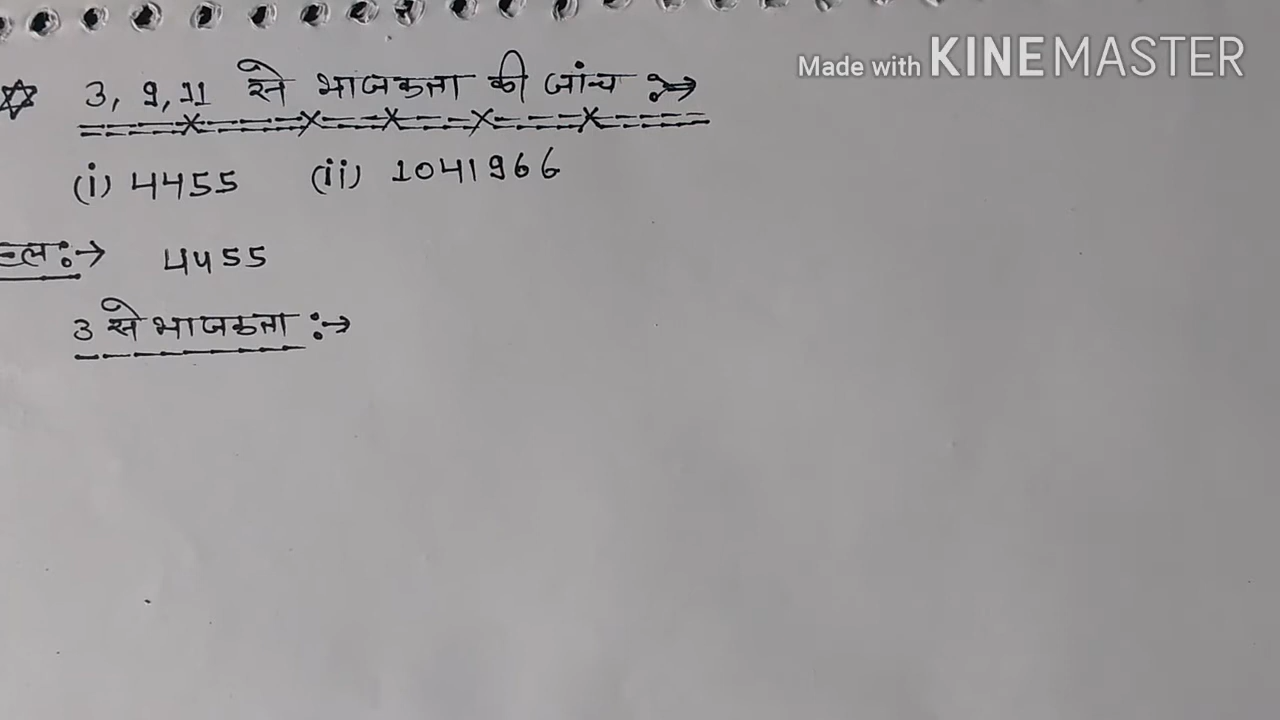 Made with KINEMASTER
☆ 3, 9, 11 से भाजकता की जांच :→
(i) 4455 (ii) 1041966
हल :→ 4455
3 से भाजकता :→